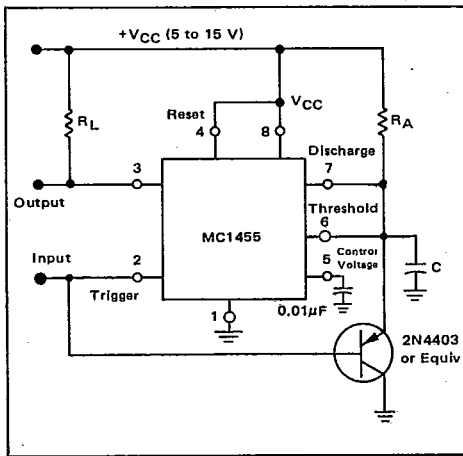 +VCC (5 to 15 V)
RL
Reset
4
VCC
8
RA
Discharge
3
7
Output
Threshold
6
MC1455
Input
2
5
Control
Voltage
C
Trigger
1
0.01μF
2N4403
or Equiv